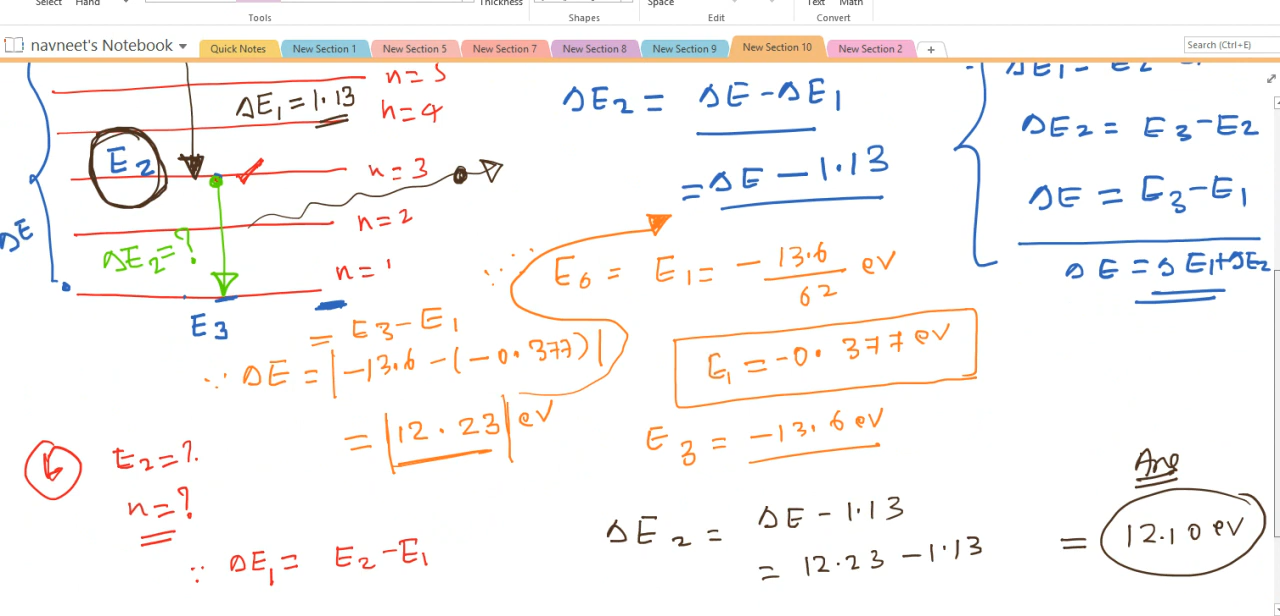 Select Hand Thickness Space Text Math
Tools Shapes Edit Convert
navneet's Notebook Quick Notes New Section 1 New Section 5 New Section 7 New Section 8 New Section 9 New Section 10 New Section 2 + Search (Ctrl+E)
n=5
ΔE1=1.13 n=4
E2 n=3
n=2
ΔE
ΔE2=?
n=1
E3
ΔE2 = ΔE-ΔE1
=ΔE-1.13
ΔE2 = E3-E2
ΔE = E3-E1
ΔE = ΔE1+ΔE2
∵ E6 = E1 = -13.6/62 eV
E1=-0.377 eV
E3 = -13.6 eV
= E3-E1
∵ ΔE = |-13.6-(-0.377)|
= |12.23| eV
b E2=?
n=?
∵ ΔE1 = E2-E1
ΔE2 = ΔE-1.13
= 12.23-1.13
Ans
= 12.10 eV